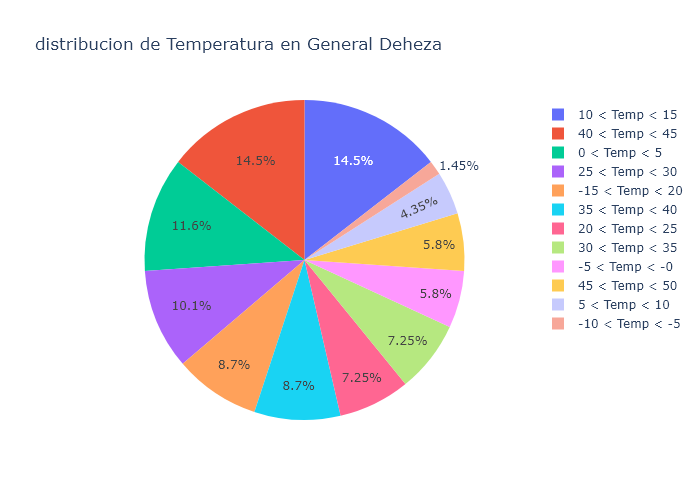 distribucion de Temperatura en General Deheza
10 < Temp < 15
40 < Temp < 45
0 < Temp < 5
25 < Temp < 30
-15 < Temp < 20
35 < Temp < 40
20 < Temp < 25
30 < Temp < 35
-5 < Temp < -0
45 < Temp < 50
5 < Temp < 10
-10 < Temp < -5
14.5%
14.5%
1.45%
4.35%
11.6%
5.8%
5.8%
10.1%
7.25%
8.7%
7.25%
8.7%